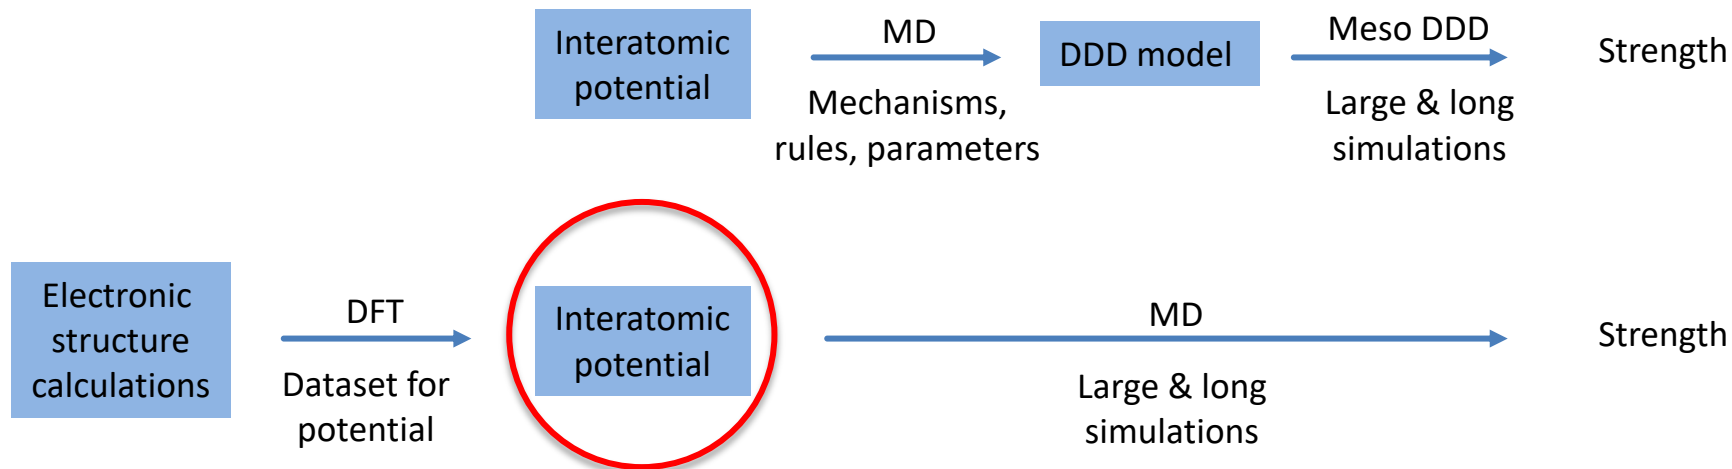 Interatomic
potential
MD
Mechanisms,
rules, parameters
DDD model
Meso DDD
Large & long
simulations
Strength
Electronic
structure
calculations
DFT
Dataset for
potential
Interatomic
potential
MD
Large & long
simulations
Strength